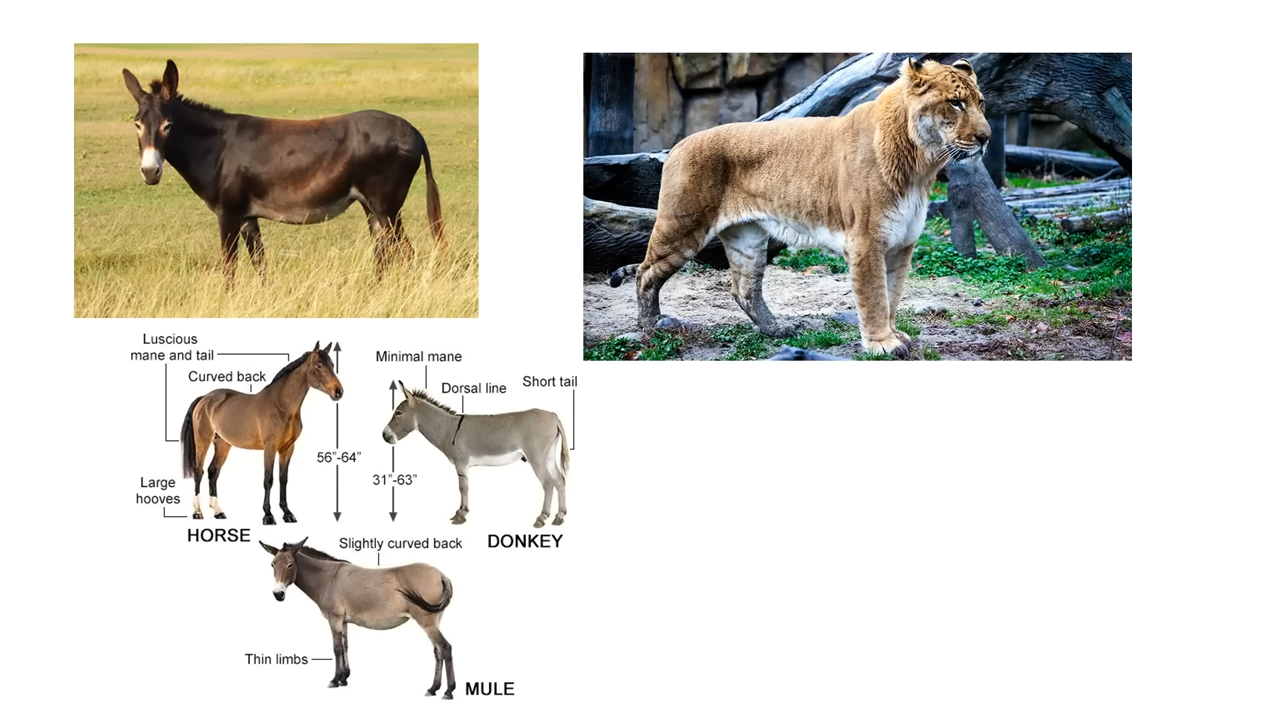 Luscious
mane and tail
Curved back
56”-64”
Large
hooves
HORSE
Minimal mane
Dorsal line
Short tail
31”-63”
DONKEY
Slightly curved back
Thin limbs
MULE